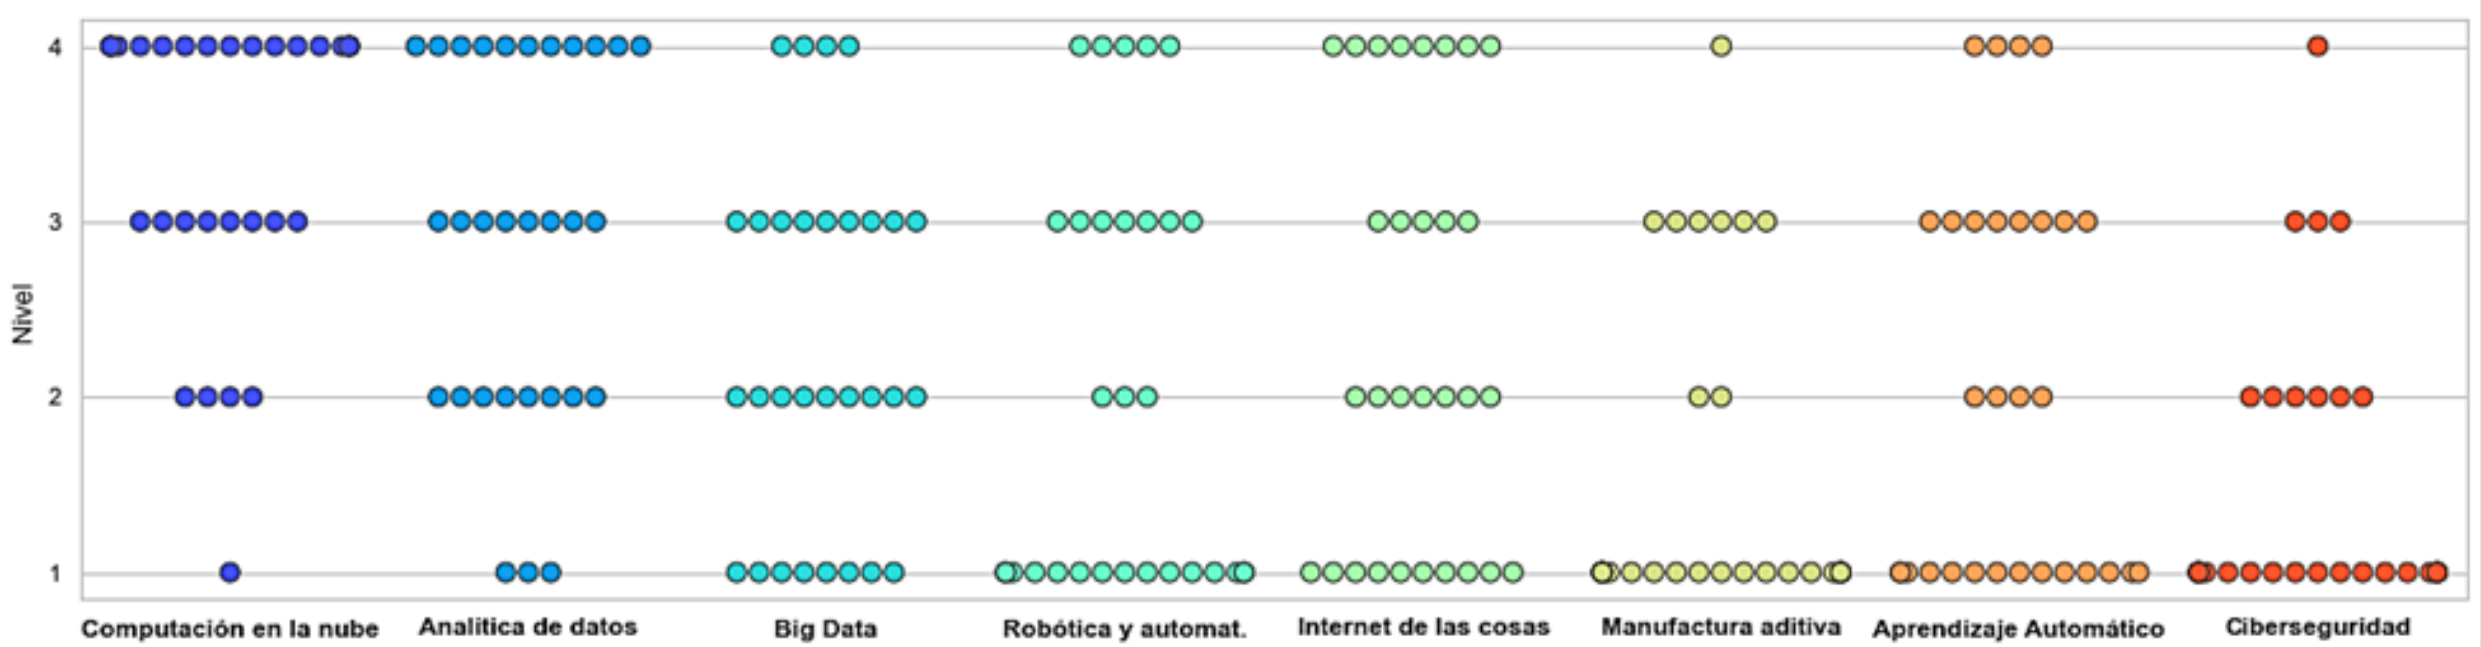 4
3
Nivel
2
1
Computación en la nube
Analitica de datos
Big Data
Robótica y automat.
Internet de las cosas
Manufactura aditiva
Aprendizaje Automático
Ciberseguridad